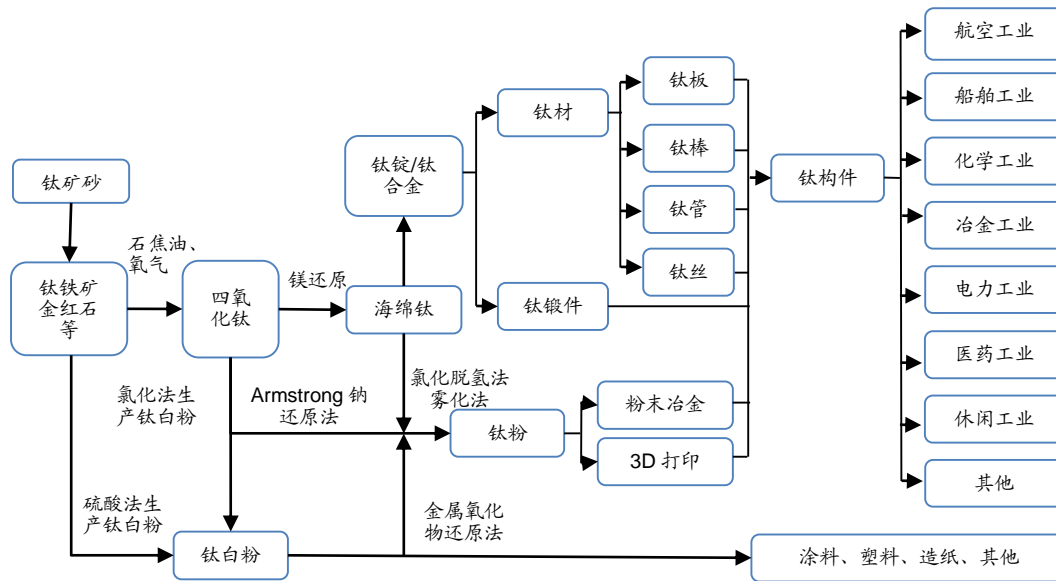 钛矿砂
钛铁矿
金红石
等
石焦油、
氧气
四氧
化钛
镁还原
海绵钛
钛锭/钛
合金
钛材
钛锻件
钛板
钛棒
钛管
钛丝
钛构件
航空工业
船舶工业
化学工业
冶金工业
电力工业
医药工业
休闲工业
其他
氯化法生
产钛白粉
Armstrong 钠
还原法
氯化脱氢法
雾化法
钛粉
粉末冶金
3D 打印
硫酸法生
产钛白粉
钛白粉
金属氧化
物还原法
涂料、塑料、造纸、其他